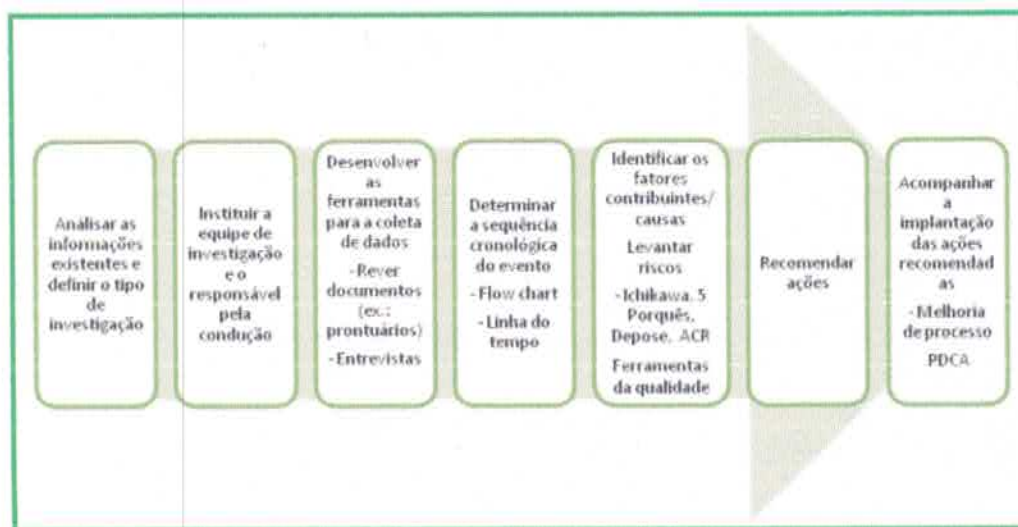 Análisar as
informações
existentes e
definir o tipo
de
investigação
Instituir a
equipe de
investigação
e o
responsável
pela
condução
Desenvolver
as
ferramentas
para a coleta
de dados
- Rever
documentos
(ex.:
prontuários)
- Entrevistas
Determinar
a sequência
cronológica
do evento
- Flow chart
- Linha do
tempo
Identificar os
fatores
contribuintes/
causas
Levantar
riscos
- Ichikawa, 5
Porquês,
Depose, ACR
Ferramentas
da qualidade
Recomendar
ações
Acompanhar
a
implantação
das ações
recomendad
as
- Melhoria
de processo
PDCA